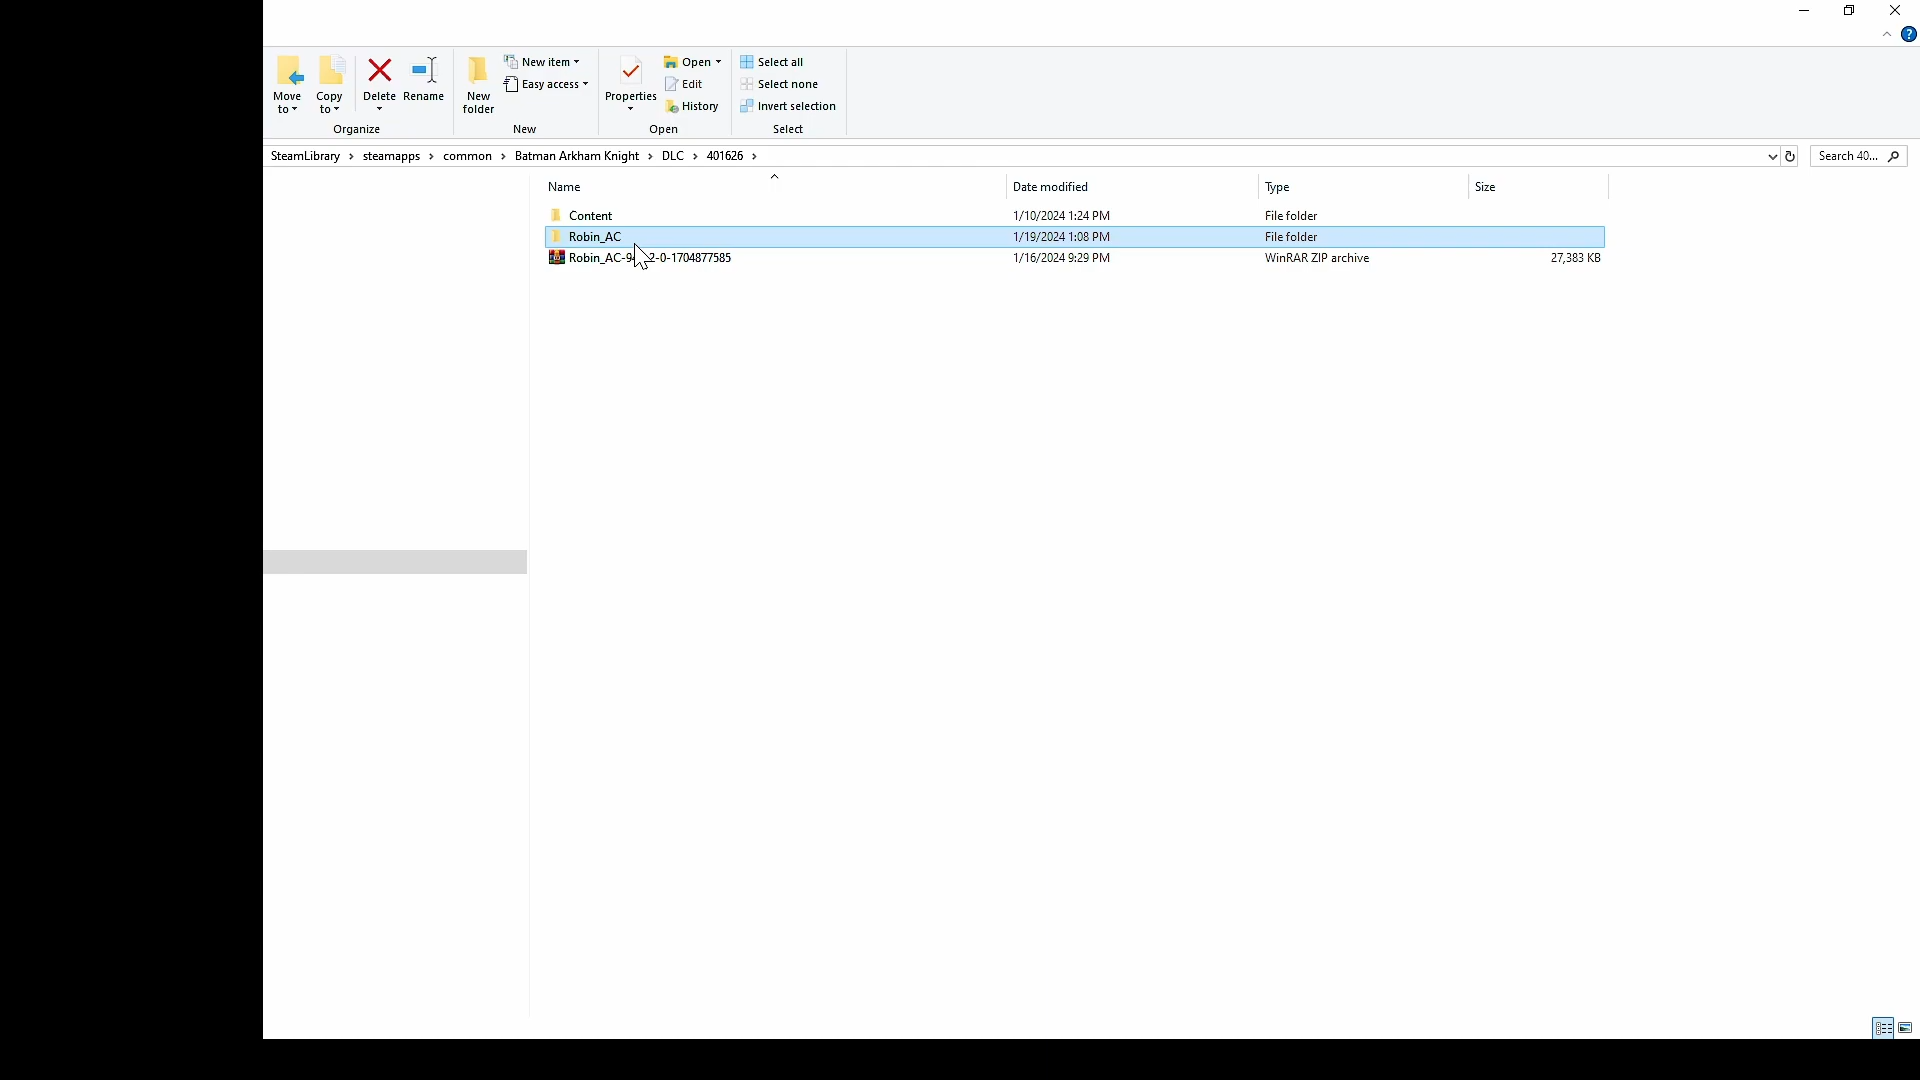 ?
Move to
Copy to
Delete
Rename
New folder
New item
Easy access
Properties
Open
Edit
History
Select all
Select none
Invert selection
Organize
New
Open
Select
SteamLibrary › steamapps › common › Batman Arkham Knight › DLC › 401626 ›
Search 40...
Name Date modified Type Size
Content 1/10/2024 1:24 PM File folder
Robin_AC 1/19/2024 1:08 PM File folder
1/16/2024 9:29 PM WinRAR ZIP archive 27,383 KB